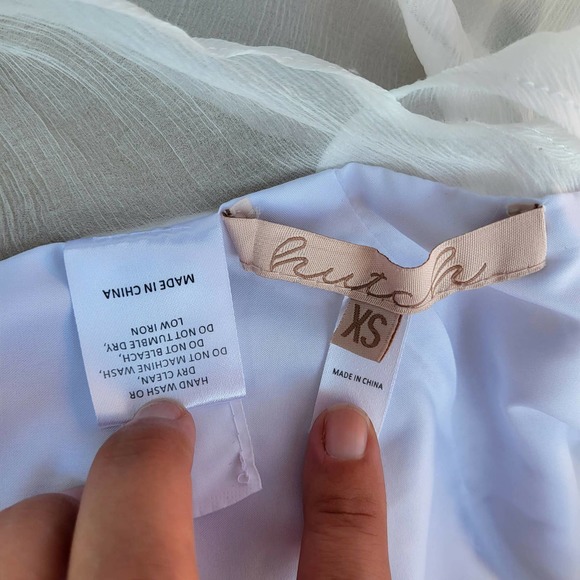 hutch
XS
MADE IN CHINA
HAND WASH OR
DRY CLEAN,
DO NOT MACHINE WASH,
DO NOT BLEACH,
DO NOT TUMBLE DRY,
LOW IRON
MADE IN CHINA